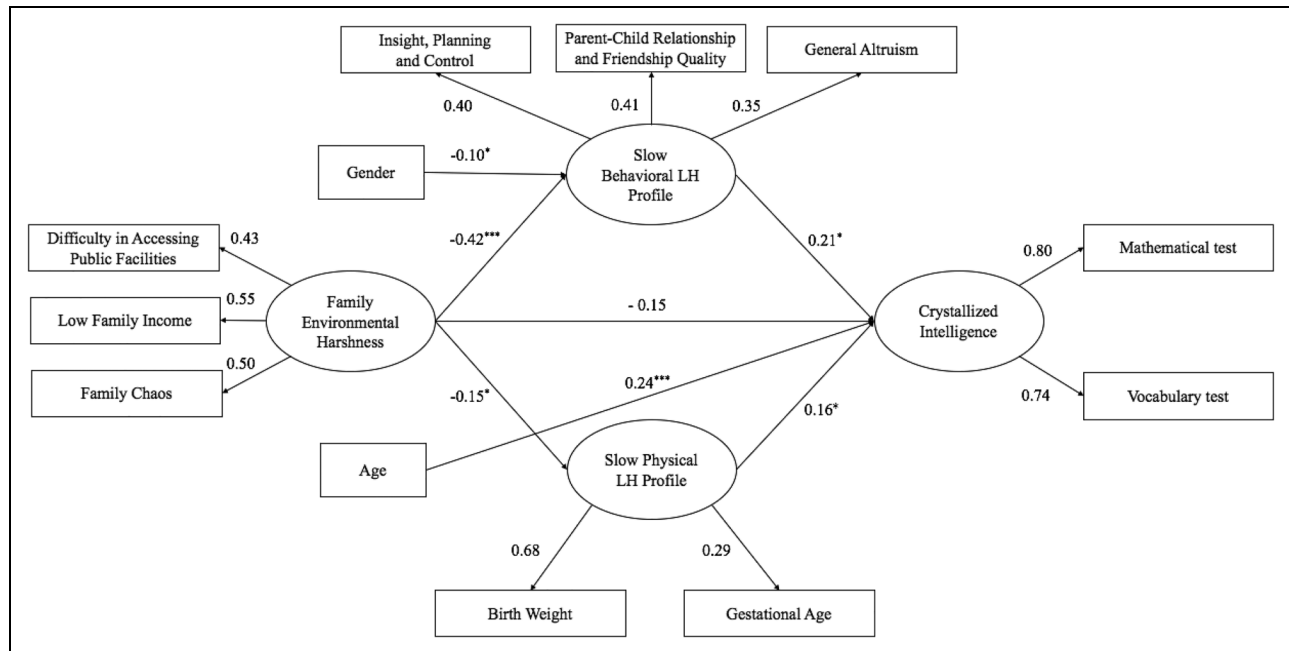 Insight, Planning
and Control
Parent-Child Relationship
and Friendship Quality
General Altruism
0.40
0.41
0.35
Gender
-0.10*
Slow
Behavioral LH
Profile
Difficulty in Accessing
Public Facilities
0.43
-0.42***
0.21*
0.80
Mathematical test
Low Family Income
0.55
Family
Environmental
Harshness
- 0.15
Crystallized
Intelligence
Family Chaos
0.50
-0.15*
0.24***
0.16*
0.74
Vocabulary test
Age
Slow Physical
LH Profile
0.68
0.29
Birth Weight
Gestational Age